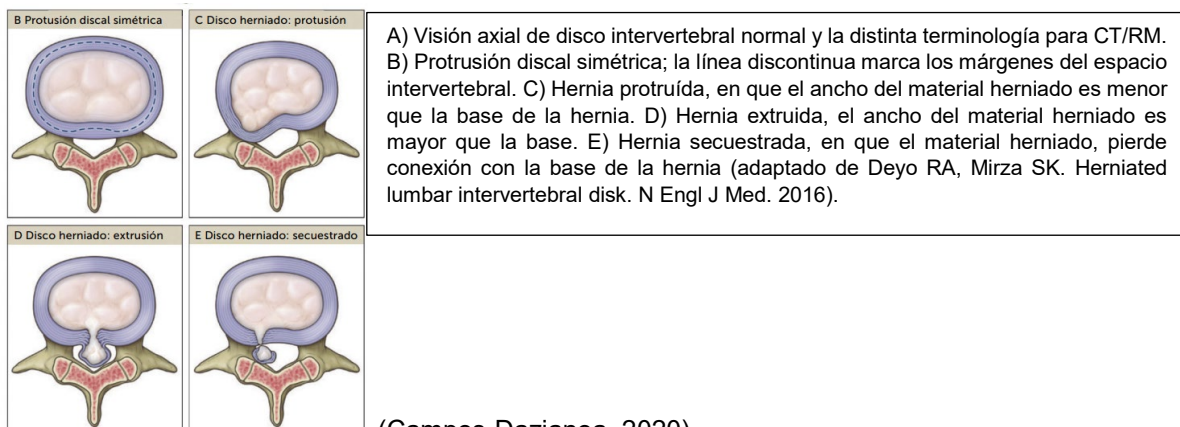 B Protusión discal simétrica
C Disco herniado: protusión
A) Visión axial de disco intervertebral normal y la distinta terminología para CT/RM.
B) Protrusión discal simétrica; la línea discontinua marca los márgenes del espacio
intervertebral. C) Hernia protruída, en que el ancho del material herniado es menor
que la base de la hernia. D) Hernia extruida, el ancho del material herniado es
mayor que la base. E) Hernia secuestrada, en que el material herniado, pierde
conexión con la base de la hernia (adaptado de Deyo RA, Mirza SK. Herniated
lumbar intervertebral disk. N Engl J Med. 2016).
D Disco herniado: extrusión
E Disco herniado: secuestrado
2020)